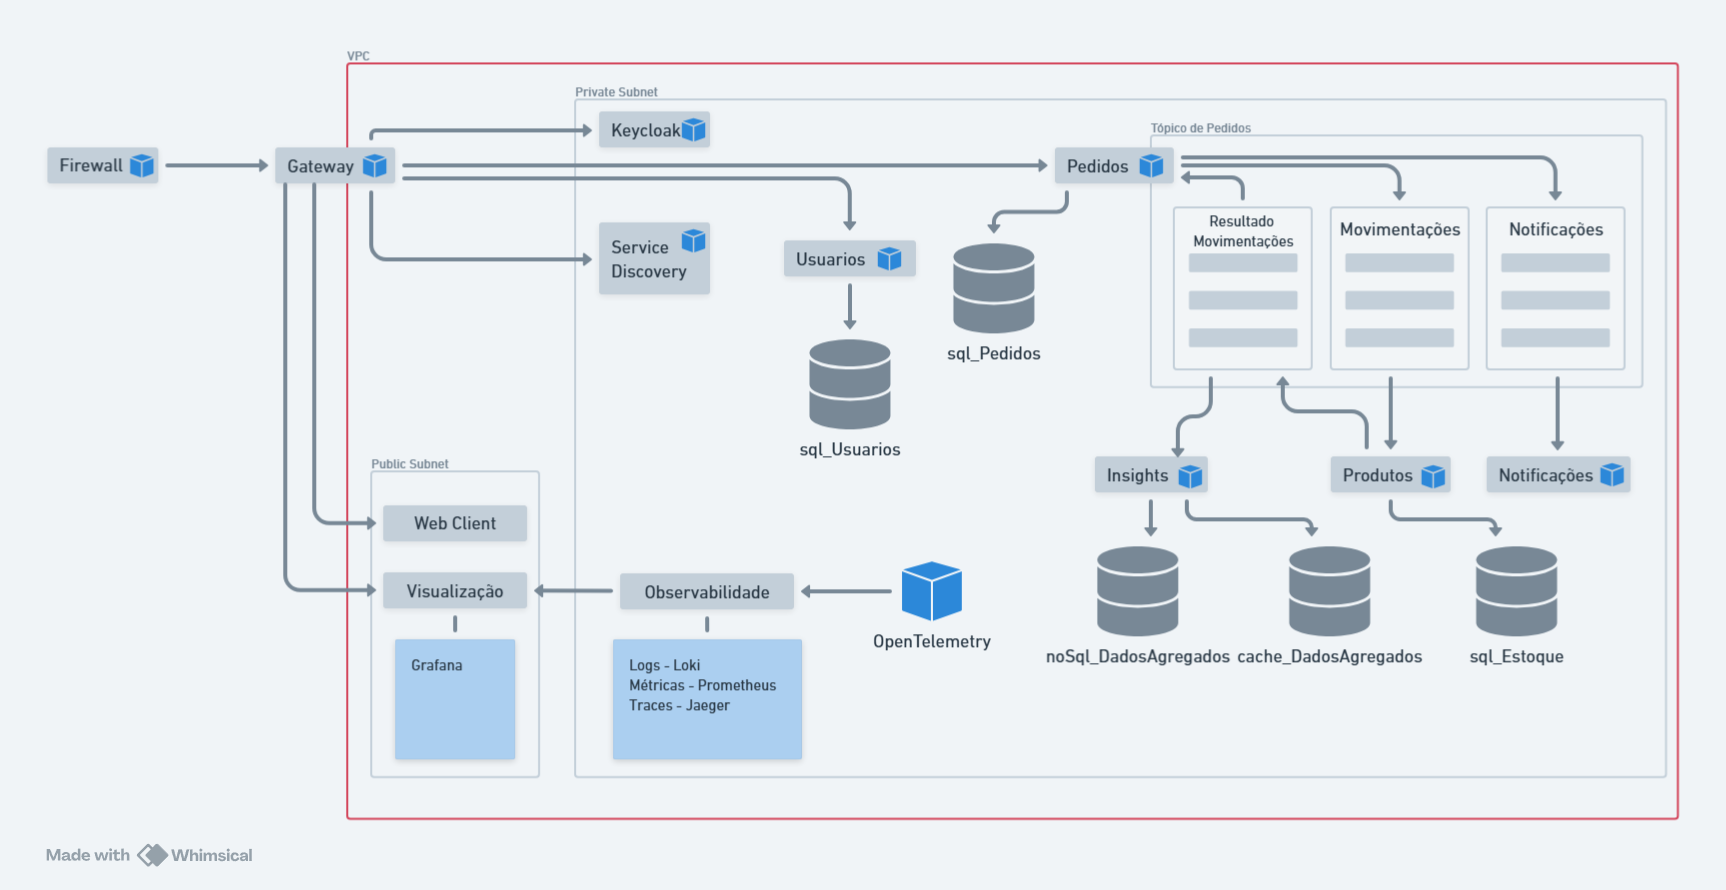 VPC
Private Subnet
Keycloak
Tópico de Pedidos
Firewall
Gateway
Pedidos
Resultado
Movimentações
Movimentações
Notificações
Service
Discovery
Usuarios
sql_Pedidos
sql_Usuarios
Public Subnet
Insights
Produtos
Notificações
Web Client
Visualização
Observabilidade
OpenTelemetry
noSql_DadosAgregados
cache_DadosAgregados
sql_Estoque
Grafana
Logs - Loki
Métricas - Prometheus
Traces - Jaeger
Made with Whimsical